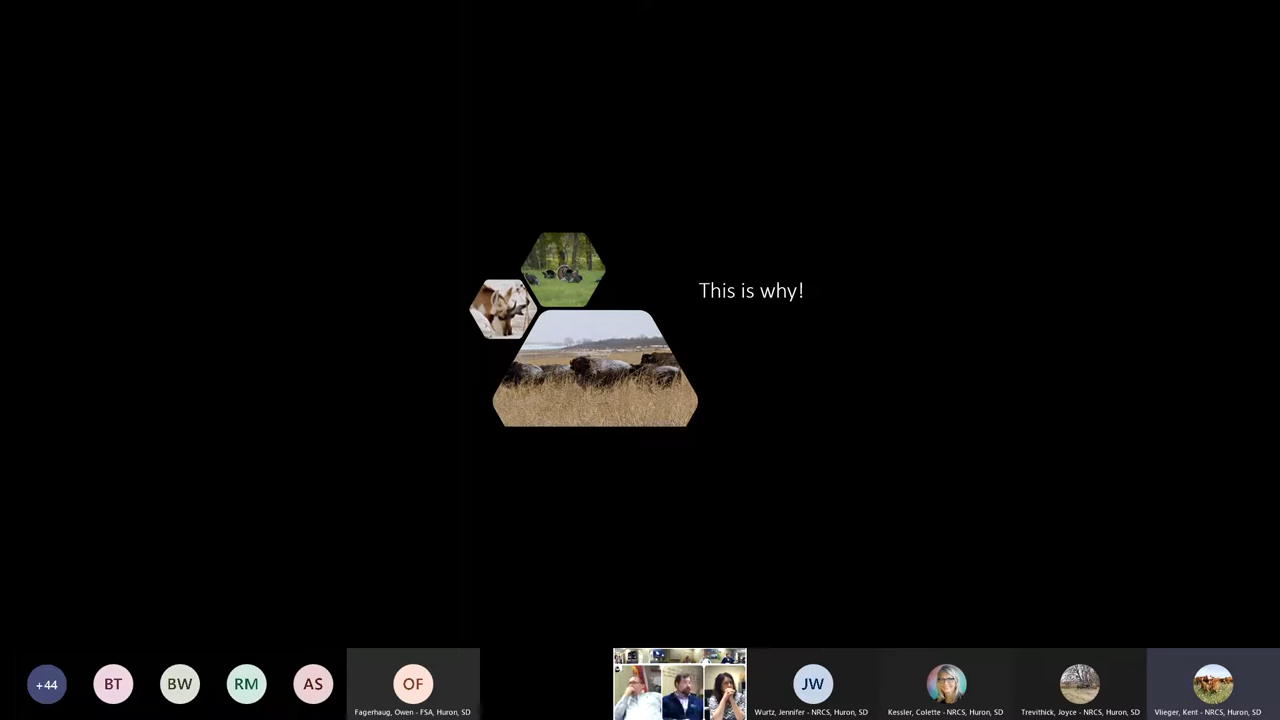 This is why!
+44
BT
BW
RM
AS
OF
JW
Fagerhaug, Owen - FSA, Huron, SD
Wurtz, Jennifer - NRCS, Huron, SD
Kessler, Colette - NRCS, Huron, SD
Trevithick, Joyce - NRCS, Huron, SD
Vlieger, Kent - NRCS, Huron, SD